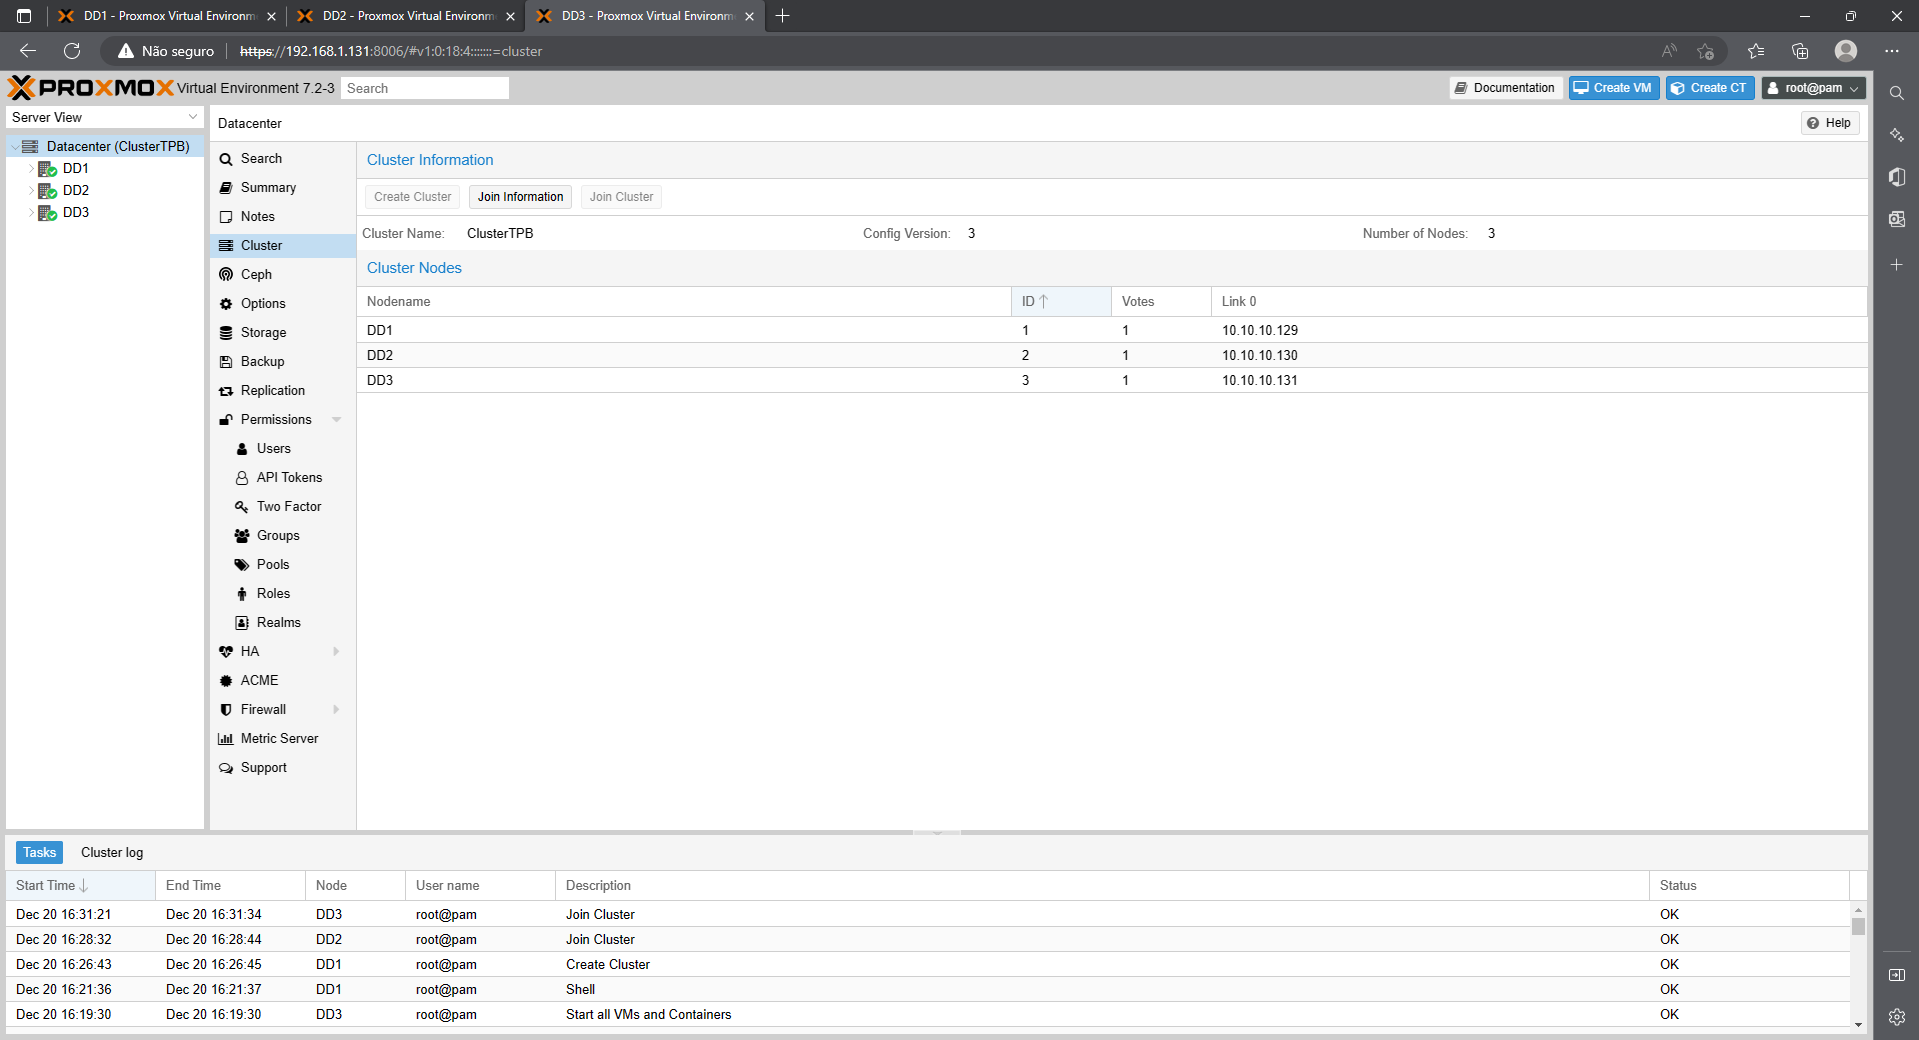 DD1 - Proxmox Virtual Environm
DD2 - Proxmox Virtual Environm
DD3 - Proxmox Virtual Environm
Não seguro
https://192.168.1.131:8006/#v1:0:18:4:::::::=cluster
PROXMOX Virtual Environment 7.2-3
Search
Documentation
Create VM
Create CT
root@pam
Server View
Datacenter (ClusterTPB)
DD1
DD2
DD3
Datacenter
Help
Search
Summary
Notes
Cluster
Ceph
Options
Storage
Backup
Replication
Permissions
Users
API Tokens
Two Factor
Groups
Pools
Roles
Realms
HA
ACME
Firewall
Metric Server
Support
Cluster Information
Create Cluster Join Information Join Cluster
Cluster Name: ClusterTPB Config Version: 3 Number of Nodes: 3
Cluster Nodes
Nodename ID Votes Link 0
DD1 1 1 10.10.10.129
DD2 2 1 10.10.10.130
DD3 3 1 10.10.10.131
Tasks Cluster log
Start Time End Time Node User name Description Status
Dec 20 16:31:21 Dec 20 16:31:34 DD3 root@pam Join Cluster OK
Dec 20 16:28:32 Dec 20 16:28:44 DD2 root@pam Join Cluster OK
Dec 20 16:26:43 Dec 20 16:26:45 DD1 root@pam Create Cluster OK
Dec 20 16:21:36 Dec 20 16:21:37 DD1 root@pam Shell OK
Dec 20 16:19:30 Dec 20 16:19:30 DD3 root@pam Start all VMs and Containers OK